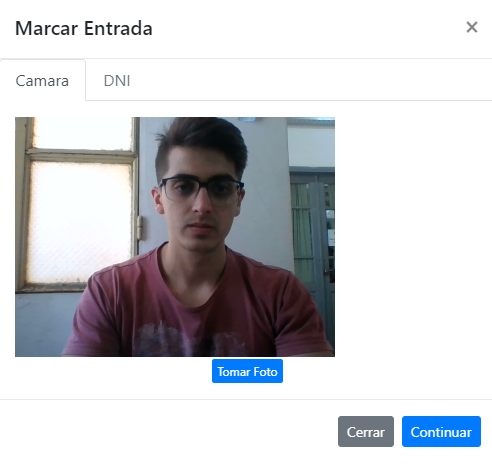 Marcar Entrada ×
Camara DNI
Tomar Foto
Cerrar Continuar